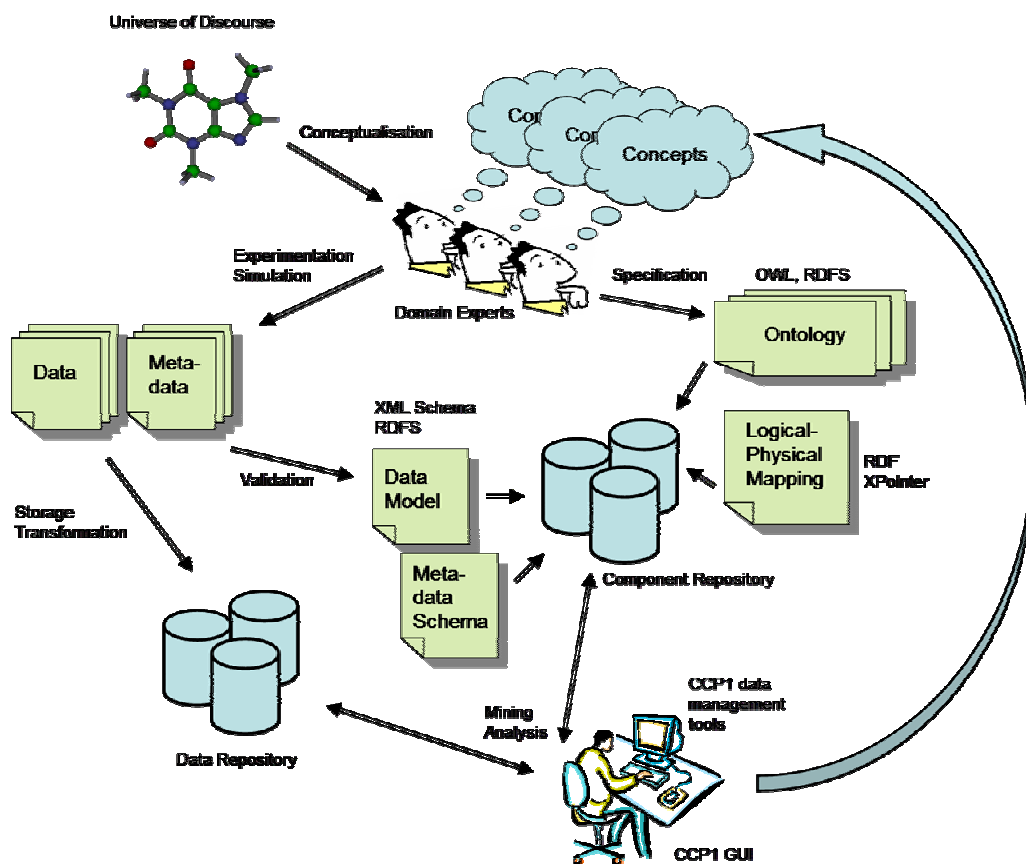 Universe of Discourse
Conceptualisation
Co
Co
Concepts
Experimentation
Simulation
Domain Experts
Specification
OWL, RDFS
Ontology
Data
Meta-
data
XML Schema
RDFS
Data
Model
Logical-
Physical
Mapping
RDF
XPointer
Validation
Storage
Transformation
Meta-
data
Schema
Component Repository
Data Repository
Mining
Analysis
CCP1 data
management
tools
CCP1 GUI